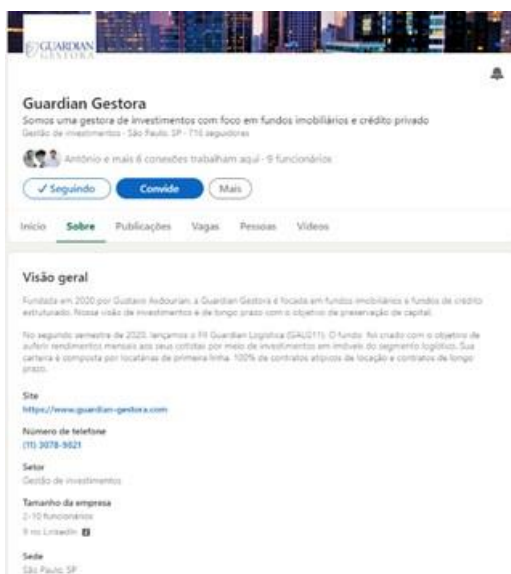 GUARDIAN
GESTORA
Guardian Gestora
Somos uma gestora de investimentos com foco em fundos imobiliários e crédito privado
Gestão de investimentos · São Paulo, SP · 716 seguidores
Antônio e mais 6 conexões trabalham aqui · 9 funcionários
✓ Seguindo Convide Mais
Início Sobre Publicações Vagas Pessoas Vídeos
Visão geral
Fundada em 2020 por Gustavo Asdourian, a Guardian Gestora é focada em fundos imobiliários e fundos de crédito
estruturado. Nossa visão de investimentos é de longo prazo com o objetivo de preservação de capital.
No segundo semestre de 2020, lançamos o FII Guardian Logística (GALG11). O fundo foi criado com o objetivo de
auferir rendimentos mensais aos seus cotistas por meio de investimentos em imóveis do segmento logístico. Sua
carteira é composta por locatárias de primeira linha, 100% de contratos atípicos de locação e contratos de longo
prazo.
Site
https://www.guardian-gestora.com
Número de telefone
(11) 3078-9021
Setor
Gestão de investimentos
Tamanho da empresa
2-10 funcionários
9 no LinkedIn
Sede
São Paulo, SP